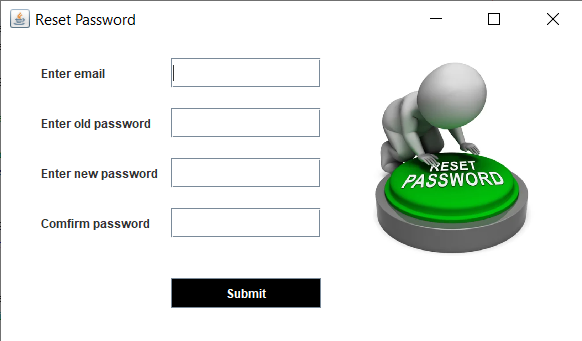 Reset Password
Enter email
Enter old password
Enter new password
Comfirm password
Submit
RESET
PASSWORD